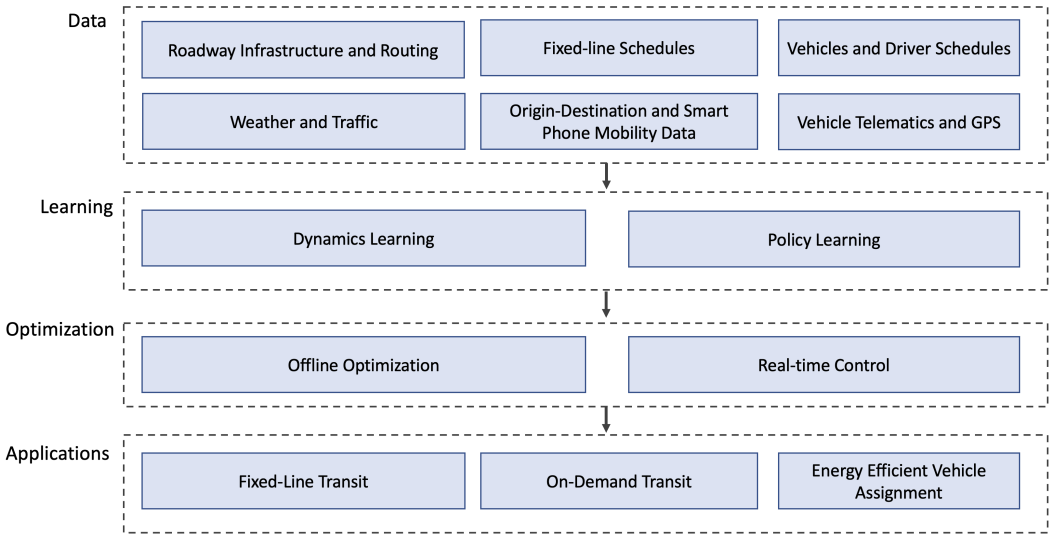 Data
Roadway Infrastructure and Routing
Fixed-line Schedules
Vehicles and Driver Schedules
Weather and Traffic
Origin-Destination and Smart
Phone Mobility Data
Vehicle Telematics and GPS
Learning
Dynamics Learning
Policy Learning
Optimization
Offline Optimization
Real-time Control
Applications
Fixed-Line Transit
On-Demand Transit
Energy Efficient Vehicle
Assignment